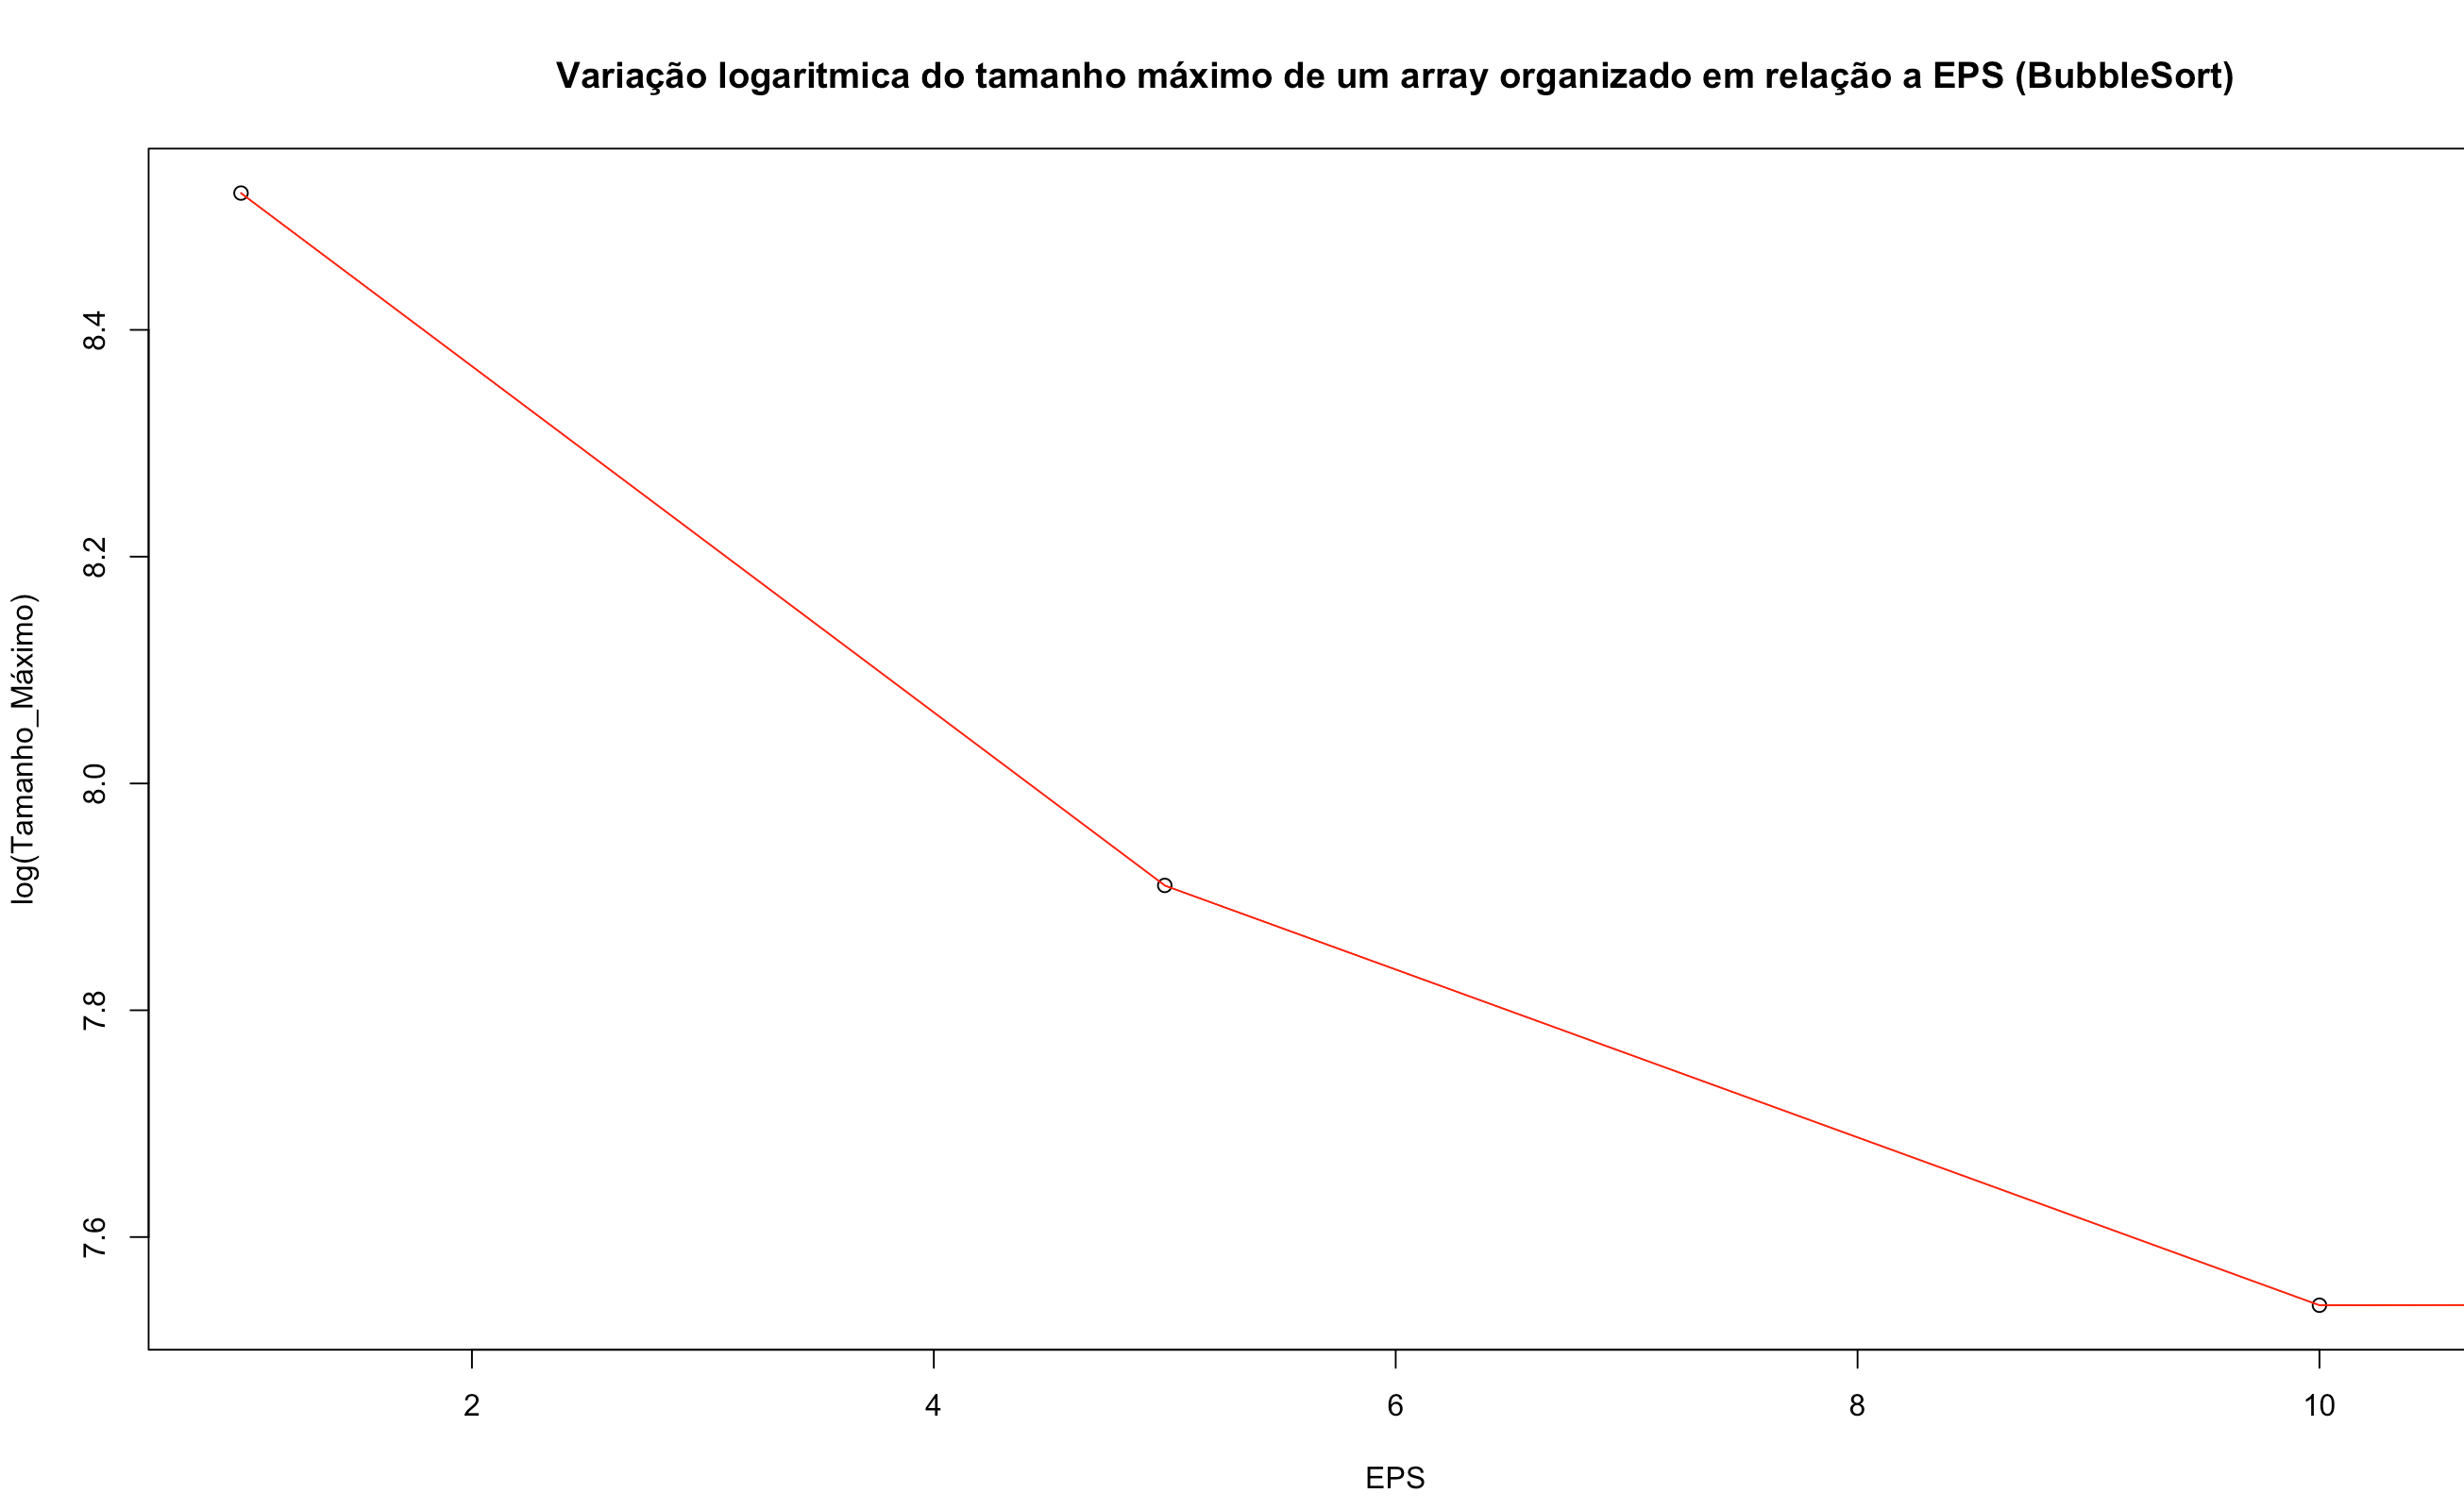 Variação logaritmica do tamanho máximo de um array organizado em relação a EPS (BubbleSort)
log(Tamanho_Máximo)
8.4
8.2
8.0
7.8
7.6
2 4 6 8 10
EPS